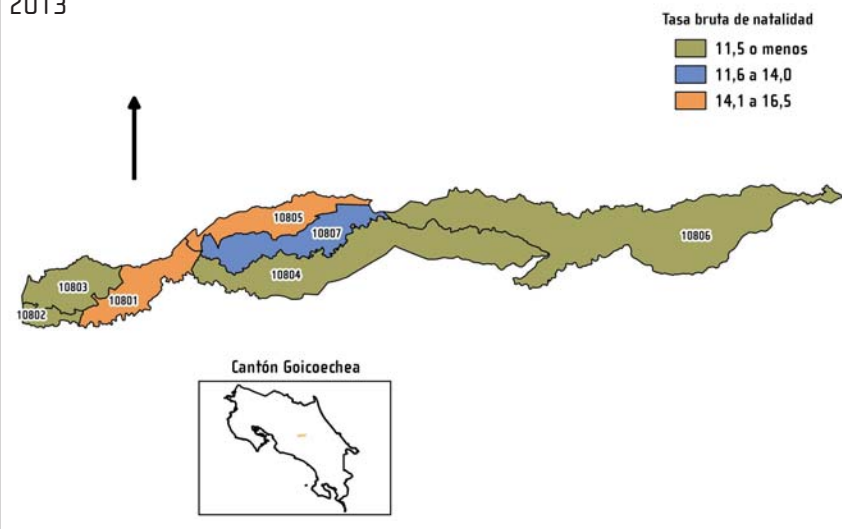 2013
Tasa bruta de natalidad
11,5 o menos
11,6 a 14,0
14,1 a 16,5
10805
10807
10806
10804
10803
10801
10802
Cantón Goicoechea